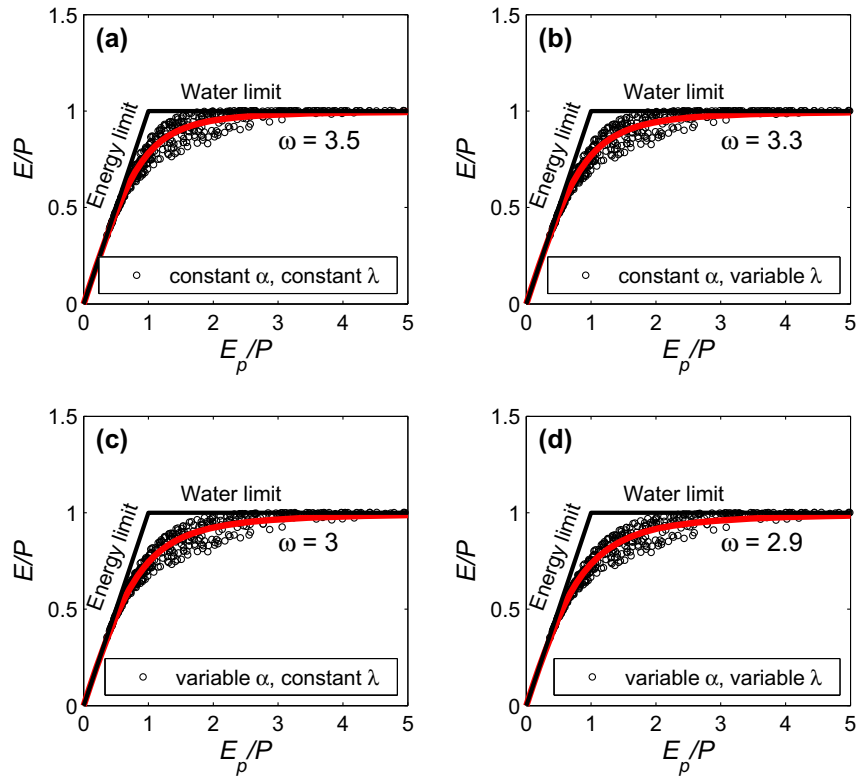 (a)
1.5
1
0.5
0
E/P
Energy limit
Water limit
ω = 3.5
constant α, constant λ
0 1 2 3 4 5
E_p/P
(b)
1.5
1
0.5
0
E/P
Energy limit
Water limit
ω = 3.3
constant α, variable λ
0 1 2 3 4 5
E_p/P
(c)
1.5
1
0.5
0
E/P
Energy limit
Water limit
ω = 3
variable α, constant λ
0 1 2 3 4 5
E_p/P
(d)
1.5
1
0.5
0
E/P
Energy limit
Water limit
ω = 2.9
variable α, variable λ
0 1 2 3 4 5
E_p/P